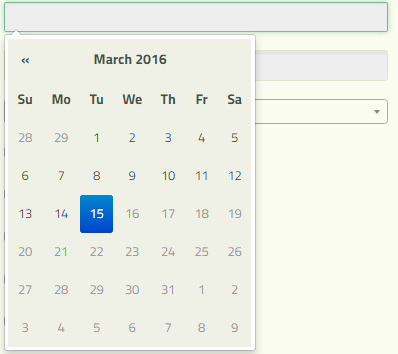 « March 2016
Su Mo Tu We Th Fr Sa
28 29 1 2 3 4 5
6 7 8 9 10 11 12
13 14 15 16 17 18 19
20 21 22 23 24 25 26
27 28 29 30 31 1 2
3 4 5 6 7 8 9